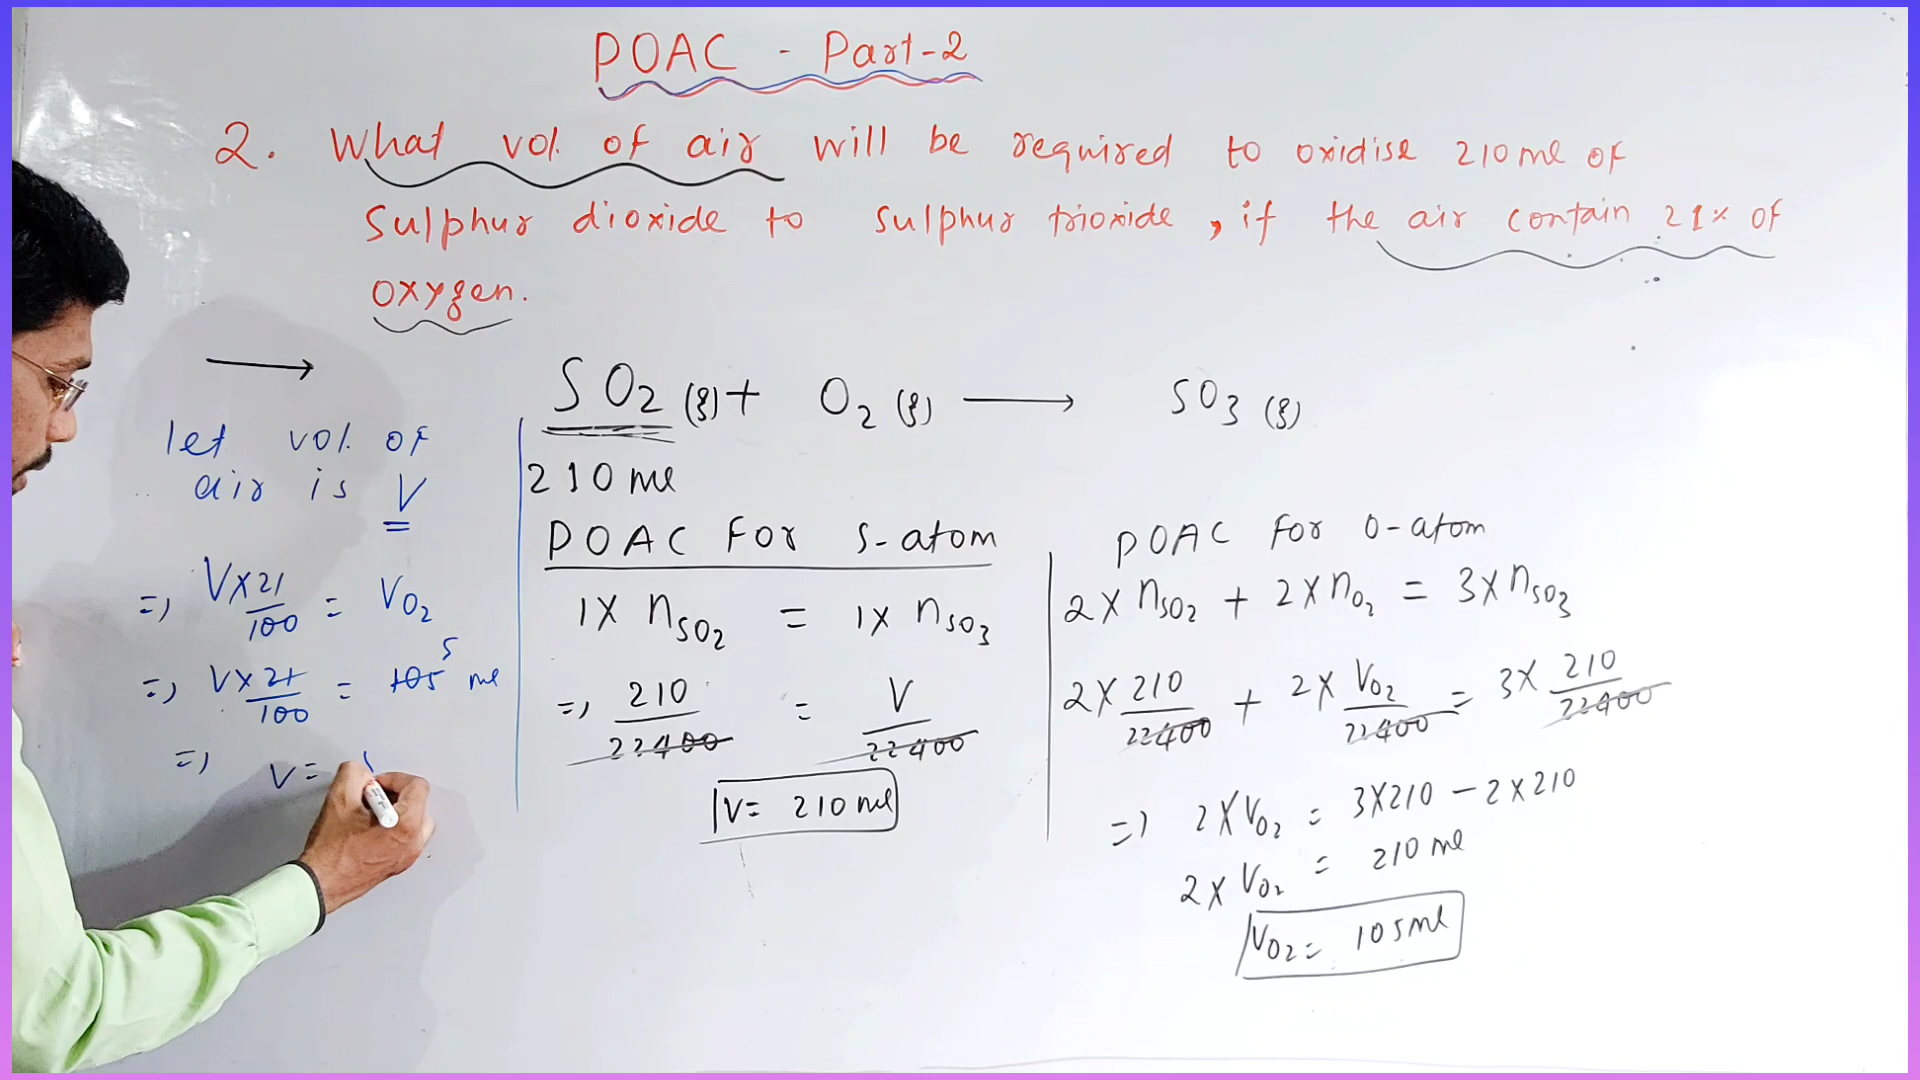 POAC - Part-2
2. What vol. of air will be required to oxidise 210 ml of
Sulphur dioxide to sulphur trioxide, if the air contain 21% of
oxygen.
⟶ SO₂ (g) + O₂ (g) ⟶ SO₃ (g)
210 ml
let vol. of
air is V
=> V×21/100 = VO₂
=> V×21/100 = 105 ml
5
=> V =
POAC For S-atom
1× nSO₂ = 1× nSO₃
=> 210/22400 = V/22400
V = 210 ml
POAC For O-atom
2× nSO₂ + 2× nO₂ = 3× nSO₃
2× 210/22400 + 2× VO₂/22400 = 3× 210/22400
=> 2×VO₂ = 3×210 - 2×210
2× VO₂ = 210 ml
VO₂ = 105 ml